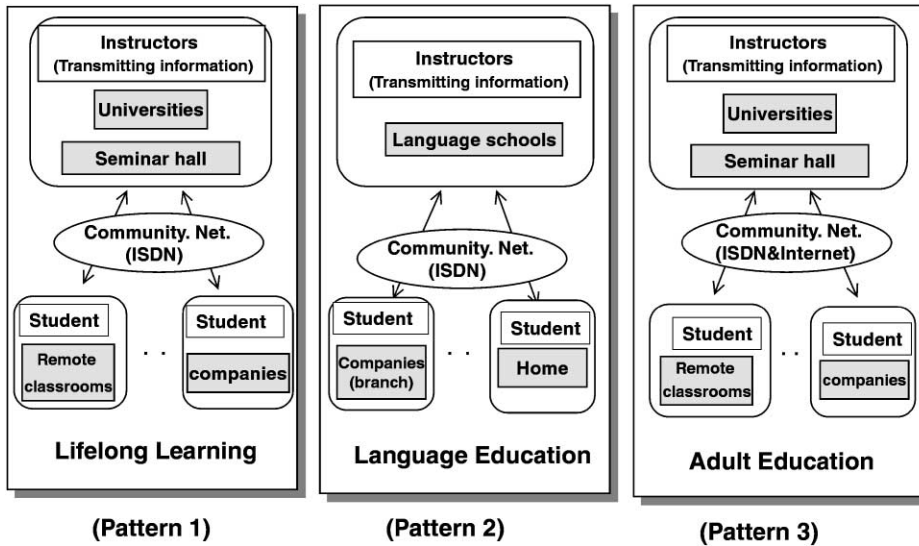 Instructors
(Transmitting information)
Universities
Seminar hall
Community. Net.
(ISDN)
Student
Remote
classrooms
. .
Student
companies
Lifelong Learning
(Pattern 1)
Instructors
(Transmitting information)
Language schools
Community. Net.
(ISDN)
Student
Companies
(branch)
. .
Student
Home
Language Education
(Pattern 2)
Instructors
(Transmitting information)
Universities
Seminar hall
Community. Net.
(ISDN&Internet)
Student
Remote
classrooms
. .
Student
companies
Adult Education
(Pattern 3)